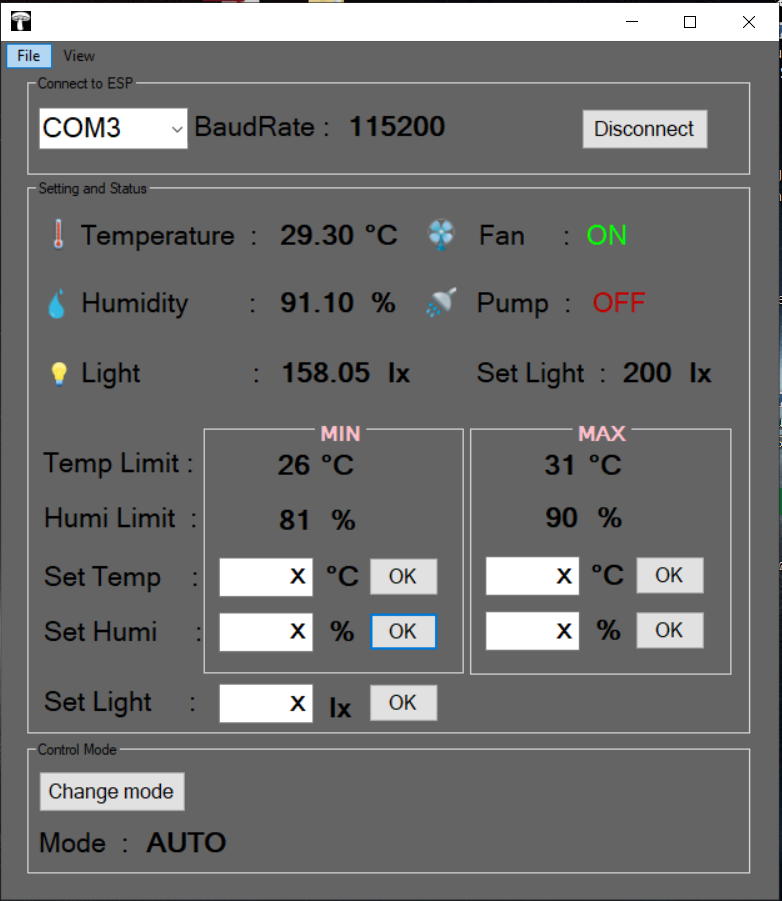 File View
Connect to ESP
COM3 BaudRate : 115200 Disconnect
Setting and Status
Temperature : 29.30 °C Fan : ON
Humidity : 91.10 % Pump : OFF
Light : 158.05 lx Set Light : 200 lx
MIN MAX
Temp Limit : 26 °C 31 °C
Humi Limit : 81 % 90 %
Set Temp : X °C OK X °C OK
Set Humi : X % OK X % OK
Set Light : X lx OK
Control Mode
Change mode
Mode : AUTO